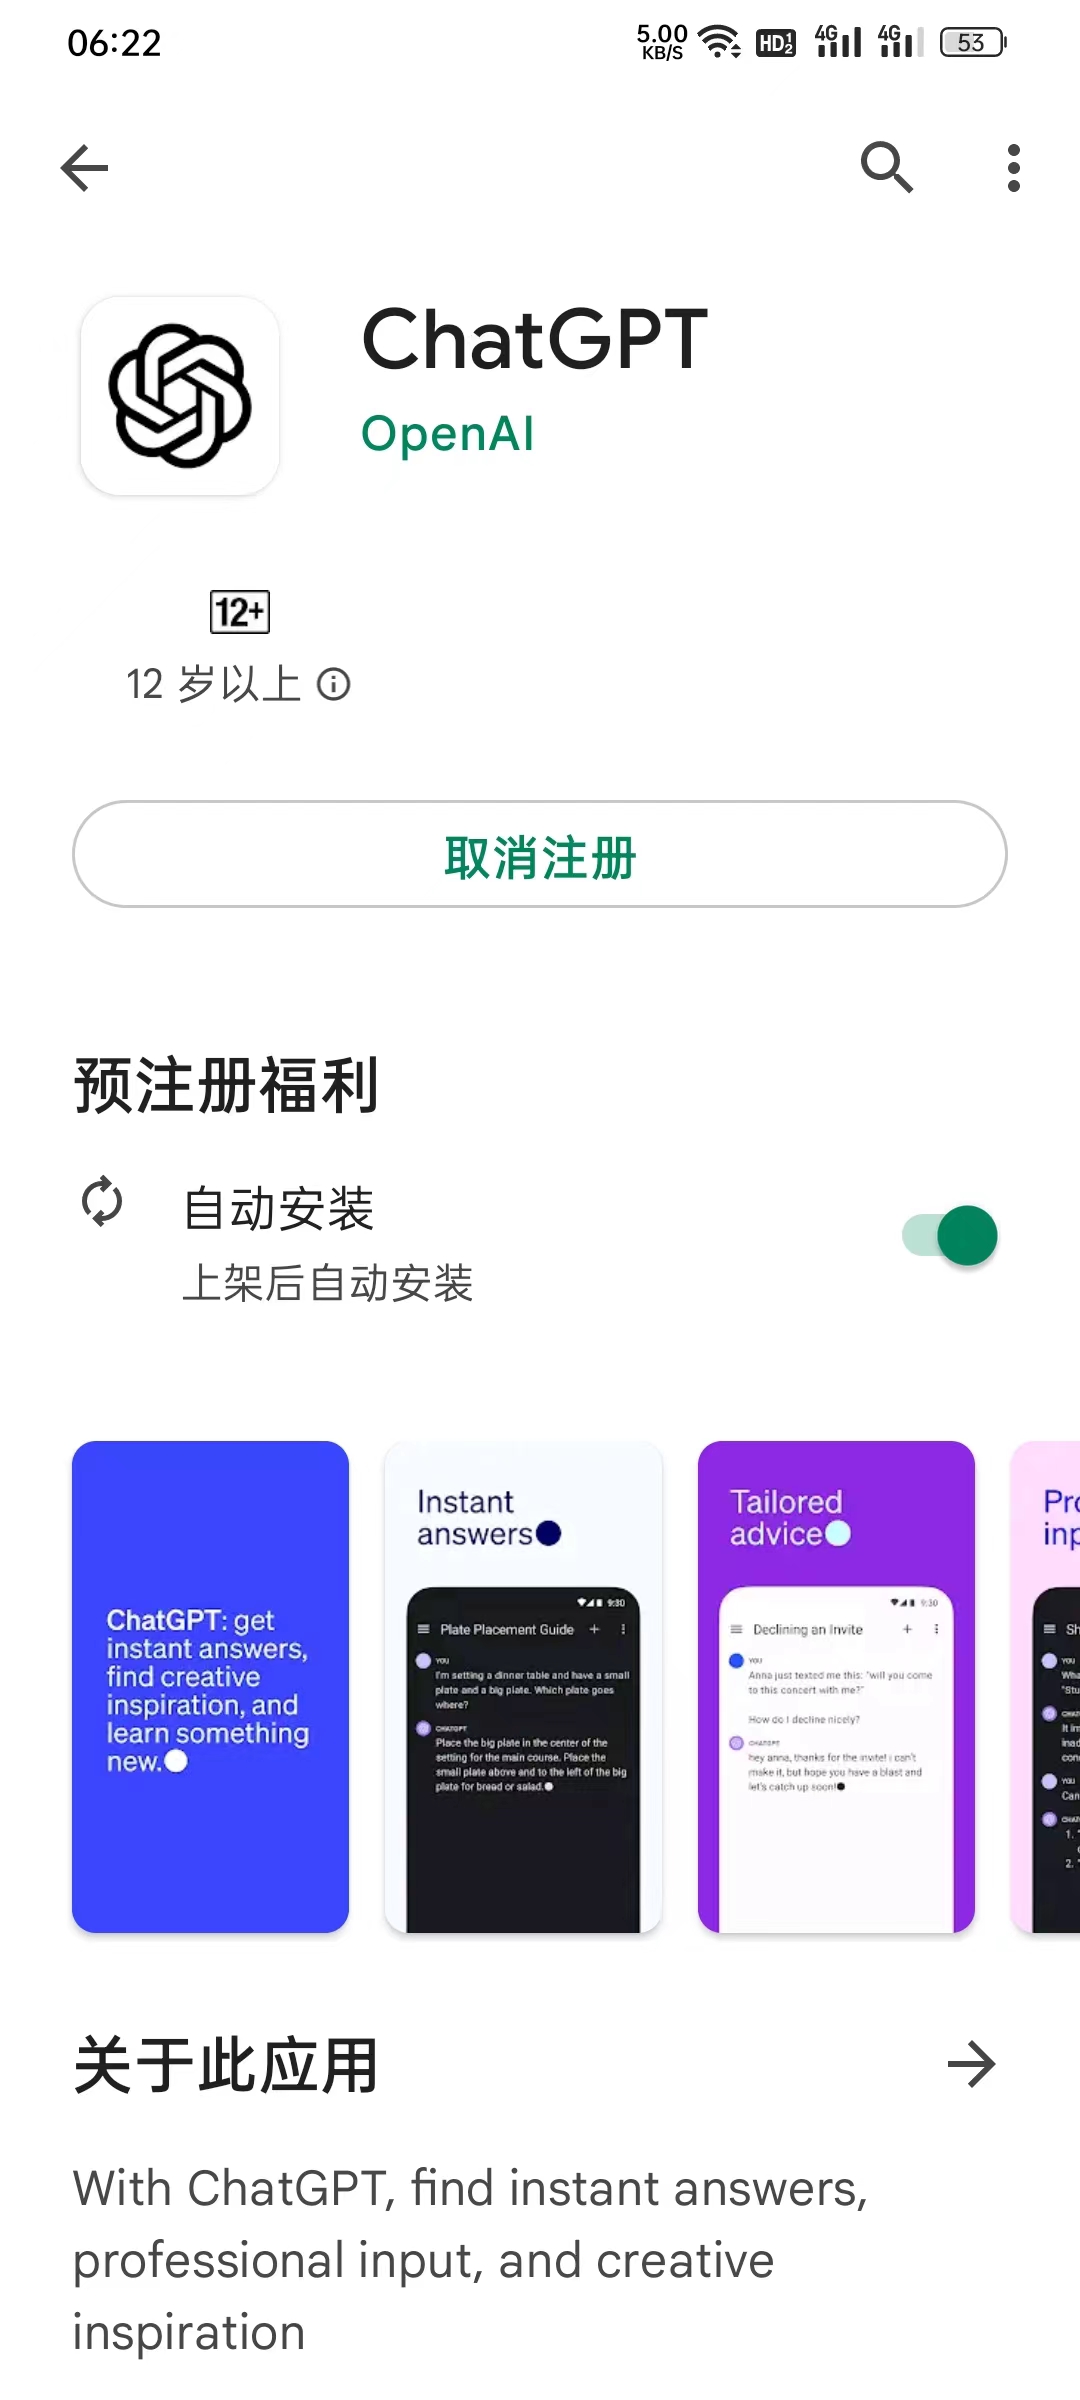 06:22
5.00
KB/S
HD 1 2
4G
4G
53
ChatGPT
OpenAI
12+
12 岁以上
取消注册
预注册福利
自动安装
上架后自动安装
ChatGPT: get
instant answers,
find creative
inspiration, and
learn something
new.
Instant
answers
9:30
Plate Placement Guide
YOU
I'm setting a dinner table and have a small
plate and a big plate. Which plate goes
where?
CHATGPT
Place the big plate in the center of the
setting for the main course. Place the
small plate above and to the left of the big
plate for bread or salad.
Tailored
advice
9:30
Declining an Invite
YOU
Anna just texted me this: "will you come
to this concert with me?"
How do I decline nicely?
CHATGPT
hey anna, thanks for the invite! i can't
make it, but hope you have a blast and
let's catch up soon!
Pro
inp
Sh
YOU
Wha
"Stu
CHAT
It im
inad
con
YOU
Can
CHAT
1. "
2. "
关于此应用
With ChatGPT, find instant answers,
professional input, and creative
inspiration